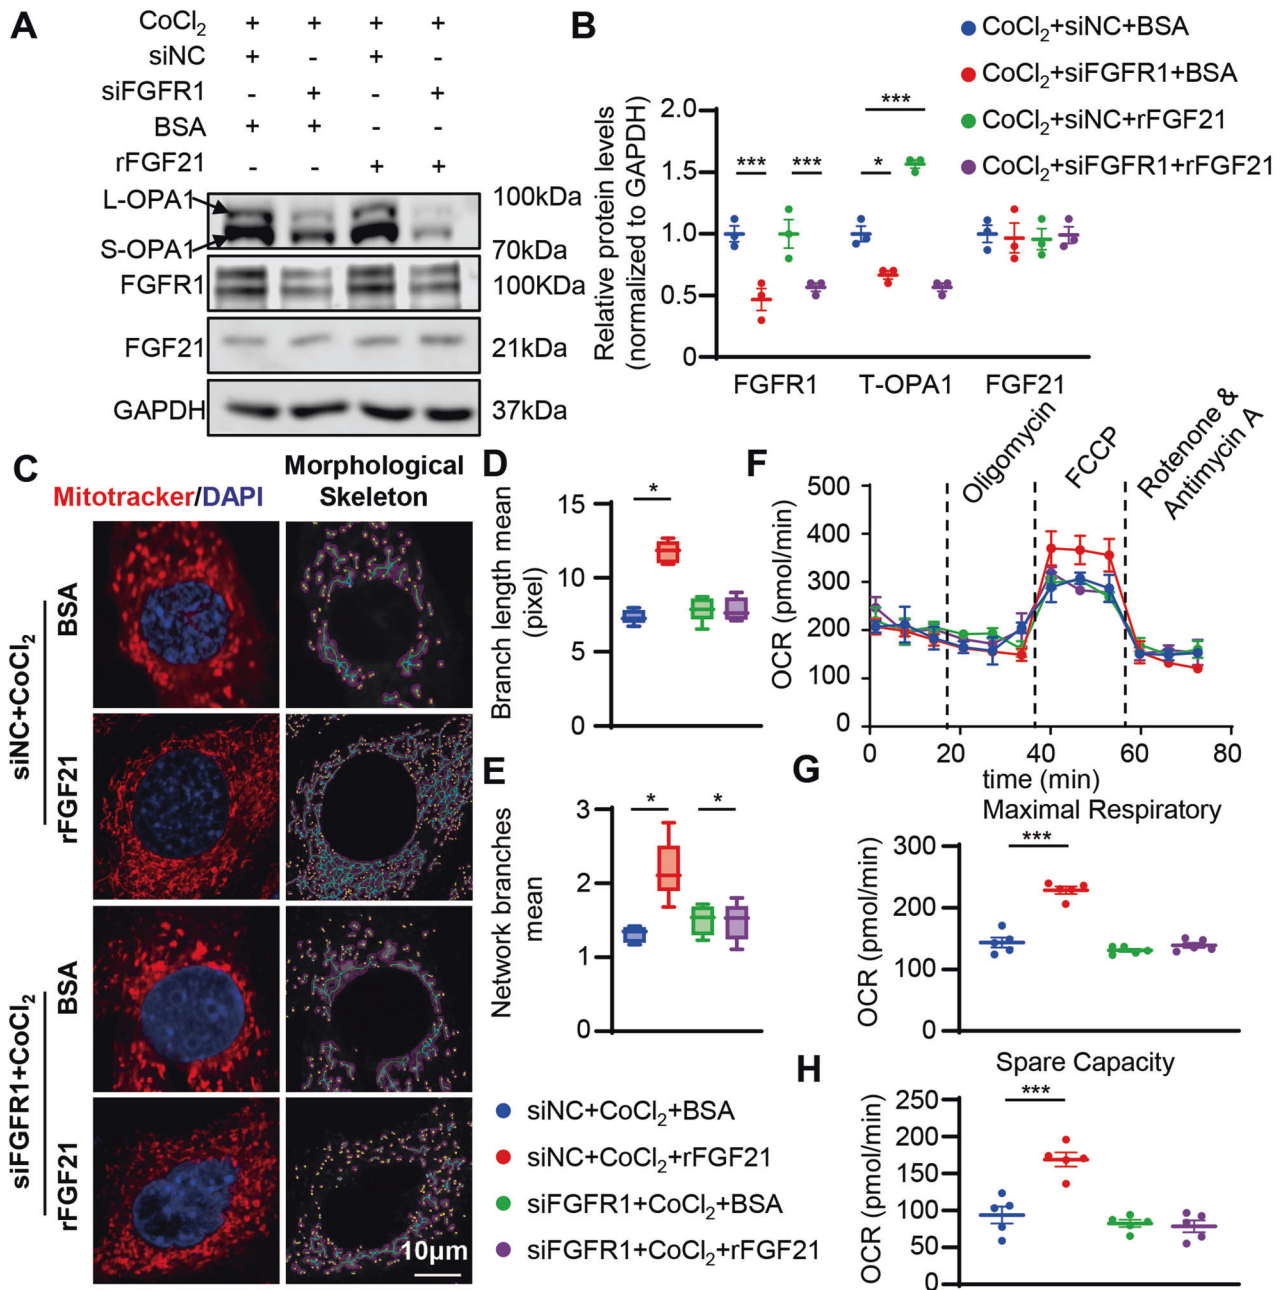 A
CoCl2 + + + +
siNC + - + -
siFGFR1 - + - +
BSA + + - -
rFGF21 - - + +
L-OPA1
100kDa
S-OPA1
70kDa
FGFR1
100KDa
FGF21
21kDa
GAPDH
37kDa
B
CoCl2+siNC+BSA
CoCl2+siFGFR1+BSA
CoCl2+siNC+rFGF21
CoCl2+siFGFR1+rFGF21
Relative protein levels
(normalized to GAPDH)
2.0
1.5
1.0
0.5
0
*** *** * ***
FGFR1 T-OPA1 FGF21
C
Mitotracker/DAPI
Morphological
Skeleton
siNC+CoCl2
BSA
rFGF21
siFGFR1+CoCl2
BSA
rFGF21
10μm
D
Branch length mean
(pixel)
15
10
5
0
*
E
Network branches
mean
3
2
1
0
* *
siNC+CoCl2+BSA
siNC+CoCl2+rFGF21
siFGFR1+CoCl2+BSA
siFGFR1+CoCl2+rFGF21
F
Oligomycin
FCCP
Rotenone &
Antimycin A
OCR (pmol/min)
500
400
300
200
100
0
0 20 40 60 80
time (min)
G
Maximal Respiratory
OCR (pmol/min)
300
200
100
0
***
H
Spare Capacity
OCR (pmol/min)
250
200
150
100
50
0
***